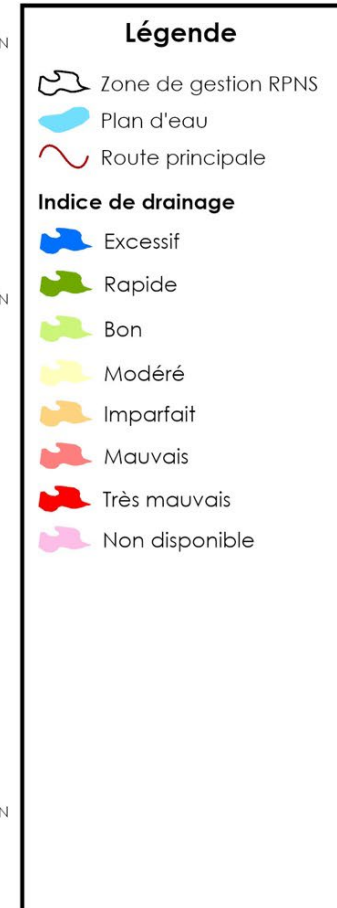 Légende
Zone de gestion RPNS
Plan d'eau
Route principale
Indice de drainage
Excessif
Rapide
Bon
Modéré
Imparfait
Mauvais
Très mauvais
Non disponible
N
N
N